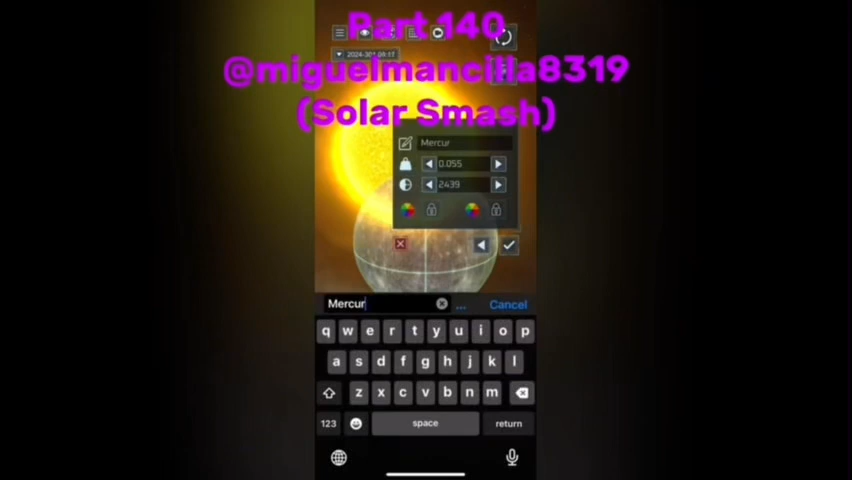 Part 140
@miguelmancilla8319
(Solar Smash)
Mercur
0.055
2439
Mercur
... Cancel
q w e r t y u i o p
a s d f g h j k l
z x c v b n m
123 space return